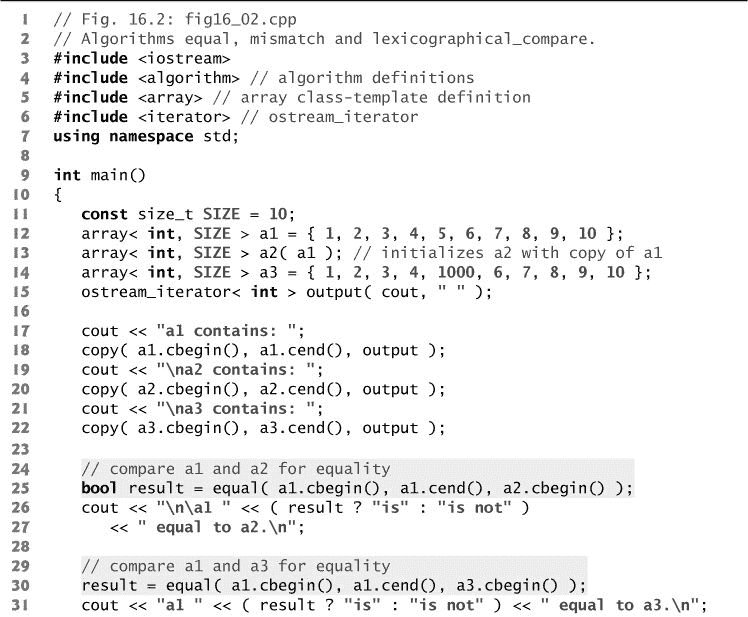 1 // Fig. 16.2: fig16_02.cpp
2 // Algorithms equal, mismatch and lexicographical_compare.
3 #include <iostream>
4 #include <algorithm> // algorithm definitions
5 #include <array> // array class-template definition
6 #include <iterator> // ostream_iterator
7 using namespace std;
8
9 int main()
10 {
11 const size_t SIZE = 10;
12 array< int, SIZE > a1 = { 1, 2, 3, 4, 5, 6, 7, 8, 9, 10 };
13 array< int, SIZE > a2( a1 ); // initializes a2 with copy of a1
14 array< int, SIZE > a3 = { 1, 2, 3, 4, 1000, 6, 7, 8, 9, 10 };
15 ostream_iterator< int > output( cout, " " );
16
17 cout << "a1 contains: ";
18 copy( a1.cbegin(), a1.cend(), output );
19 cout << "\na2 contains: ";
20 copy( a2.cbegin(), a2.cend(), output );
21 cout << "\na3 contains: ";
22 copy( a3.cbegin(), a3.cend(), output );
23
24 // compare a1 and a2 for equality
25 bool result = equal( a1.cbegin(), a1.cend(), a2.cbegin() );
26 cout << "\n\a1 " << ( result ? "is" : "is not" )
27 << " equal to a2.\n";
28
29 // compare a1 and a3 for equality
30 result = equal( a1.cbegin(), a1.cend(), a3.cbegin() );
31 cout << "a1 " << ( result ? "is" : "is not" ) << " equal to a3.\n";